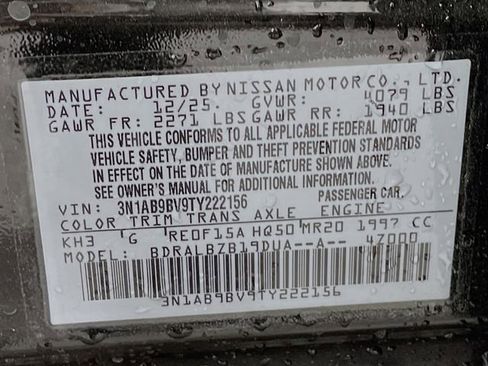 MANUFACTURED BY NISSAN MOTOR CO., LTD.
DATE: 12/25 GVWR: 4079 LBS
GAWR FR: 2271 LBS GAWR RR: 1940 LBS
THIS VEHICLE CONFORMS TO ALL APPLICABLE FEDERAL MOTOR
VEHICLE SAFETY, BUMPER AND THEFT PREVENTION STANDARDS
IN EFFECT ON THE DATE OF MANUFACTURE SHOWN ABOVE.
SEE OWNER'S MANUAL FOR ADDITIONAL INFORMATION.
VIN: 3N1AB9BV9TY222156 PASSENGER CAR
COLOR TRIM TRANS AXLE ENGINE
KH3 G RE0F15A HQ50 MR20 1997 CC
MODEL: BDRALBZB19DUA--A-- 47000
3N1AB9BV9TY222156